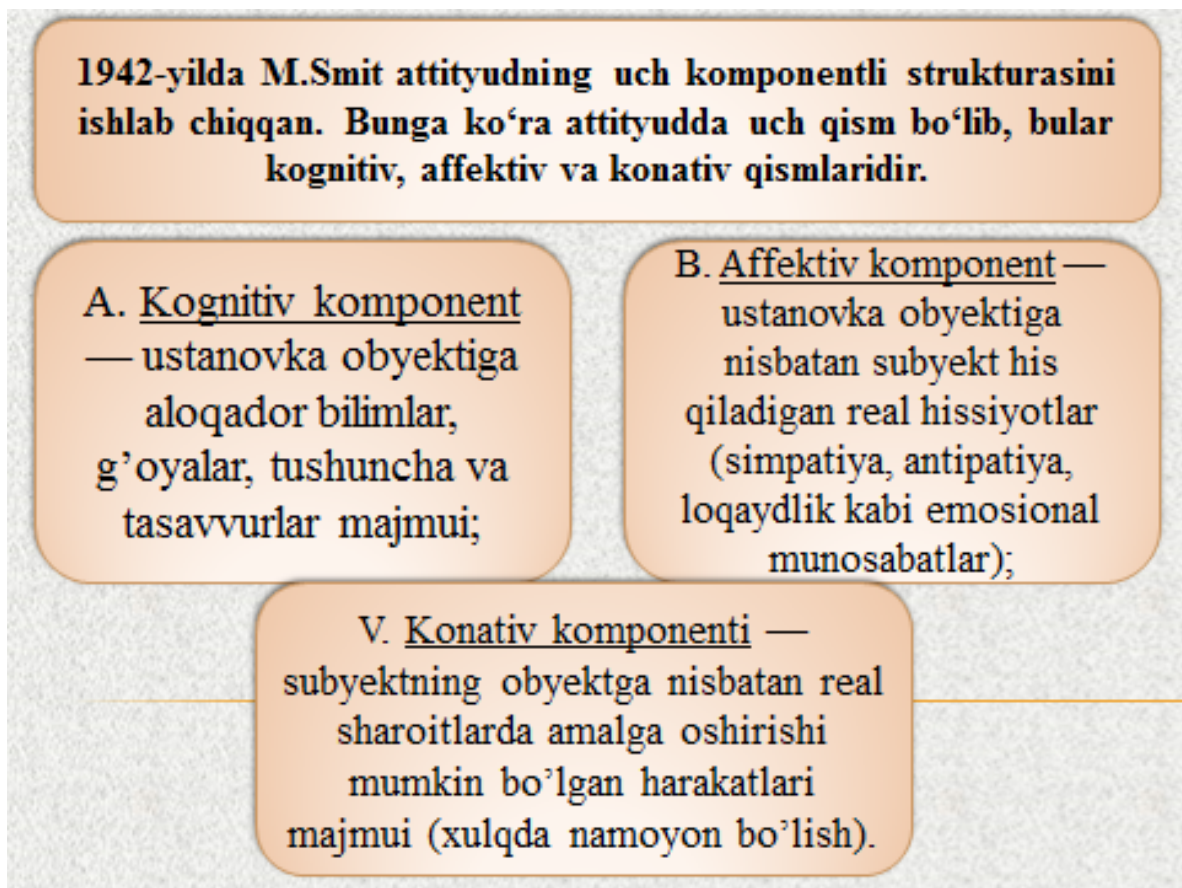 1942-yilda M.Smit attityudning uch komponentli strukturasini
ishlab chiqqan. Bunga ko‘ra attityudda uch qism bo‘lib, bular
kognitiv, affektiv va konativ qismlaridir.
A. Kognitiv komponent
— ustanovka obyektiga
aloqador bilimlar,
g’oyalar, tushuncha va
tasavvurlar majmui;
B. Affektiv komponent —
ustanovka obyektiga
nisbatan subyekt his
qiladigan real hissiyotlar
(simpatiya, antipatiya,
loqaydlik kabi emosional
munosabatlar);
V. Konativ komponenti —
subyektning obyektga nisbatan real
sharoitlarda amalga oshirishi
mumkin bo’lgan harakatlari
majmui (xulqda namoyon bo’lish).